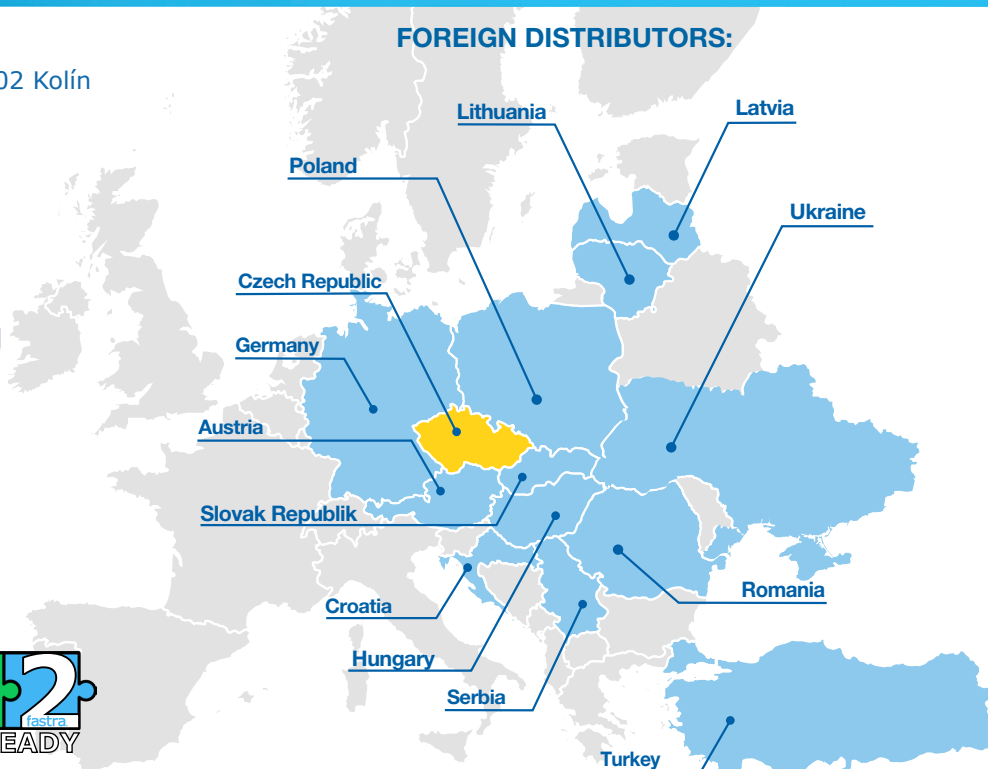 FOREIGN DISTRIBUTORS:
02 Kolín
Lithuania
Latvia
Poland
Ukraine
Czech Republic
Germany
Austria
Slovak Republik
Romania
Croatia
Hungary
Serbia
Turkey
2
fastra
EADY